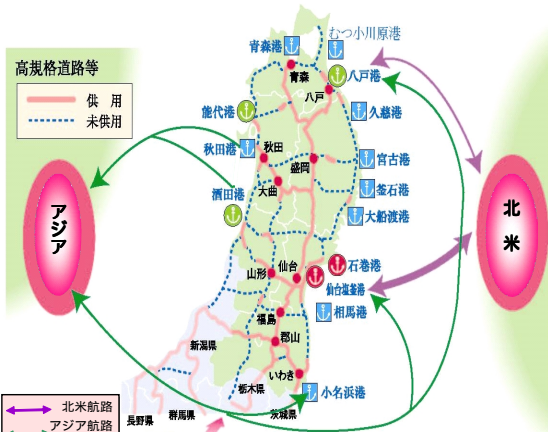 むつ小川原港
青森港
高規格道路等
青森
八戸港
八戸
供 用
未供用
能代港
久慈港
秋田港
秋田
盛岡
宮古港
大曲
釜石港
酒田港
大船渡港
アジア
北米
仙台
石巻港
山形
仙台塩釜港
福島
相馬港
新潟県
郡山
いわき
栃木県
小名浜港
長野県
群馬県
茨城県
北米航路
アジア航路